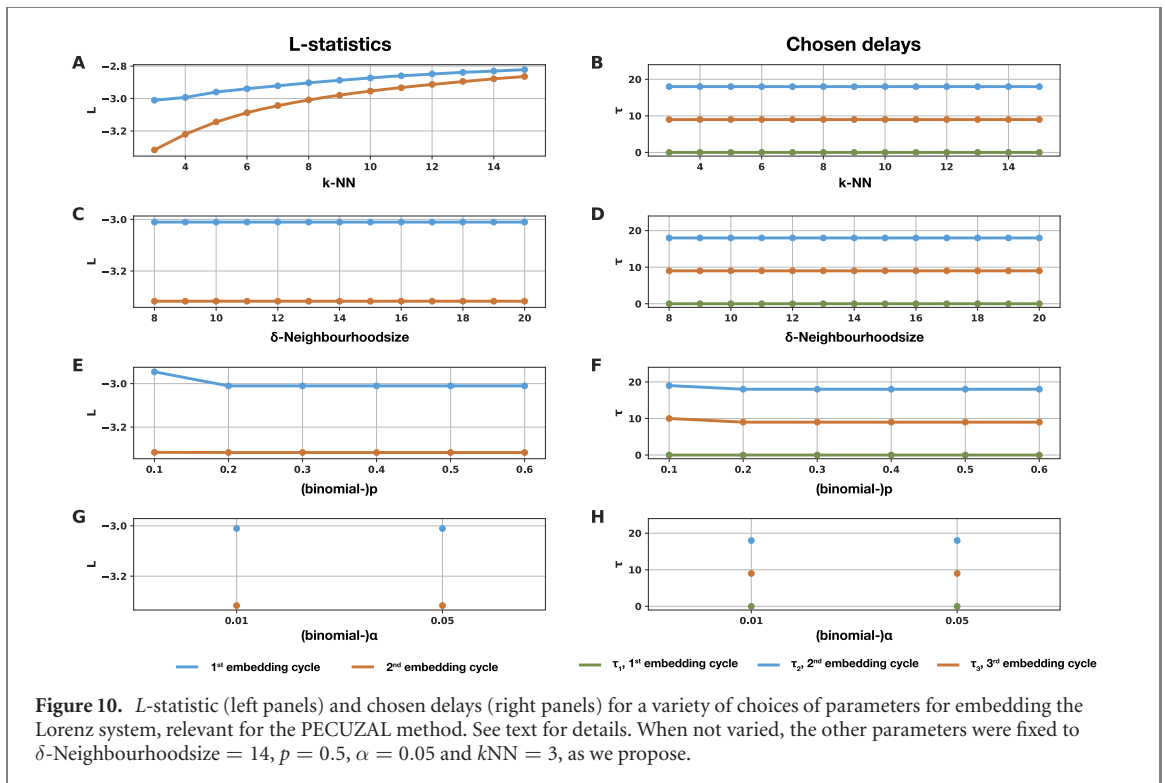 L-statistics
Chosen delays
A
−2.8
−3.0
−3.2
L
4 6 8 10 12 14
k-NN
B
20
10
0
τ
4 6 8 10 12 14
k-NN
C
−3.0
−3.2
L
8 10 12 14 16 18 20
δ-Neighbourhoodsize
D
20
10
0
τ
8 10 12 14 16 18 20
δ-Neighbourhoodsize
E
−3.0
−3.2
L
0.1 0.2 0.3 0.4 0.5 0.6
(binomial-)p
F
20
10
0
τ
0.1 0.2 0.3 0.4 0.5 0.6
(binomial-)p
G
−3.0
−3.2
L
0.01 0.05
(binomial-)α
H
20
10
0
τ
0.01 0.05
(binomial-)α
1st embedding cycle 2nd embedding cycle
τ1, 1st embedding cycle τ2, 2nd embedding cycle τ3, 3rd embedding cycle
Figure 10. L-statistic (left panels) and chosen delays (right panels) for a variety of choices of parameters for embedding the
Lorenz system, relevant for the PECUZAL method. See text for details. When not varied, the other parameters were fixed to
δ-Neighbourhoodsize = 14, p = 0.5, α = 0.05 and kNN = 3, as we propose.